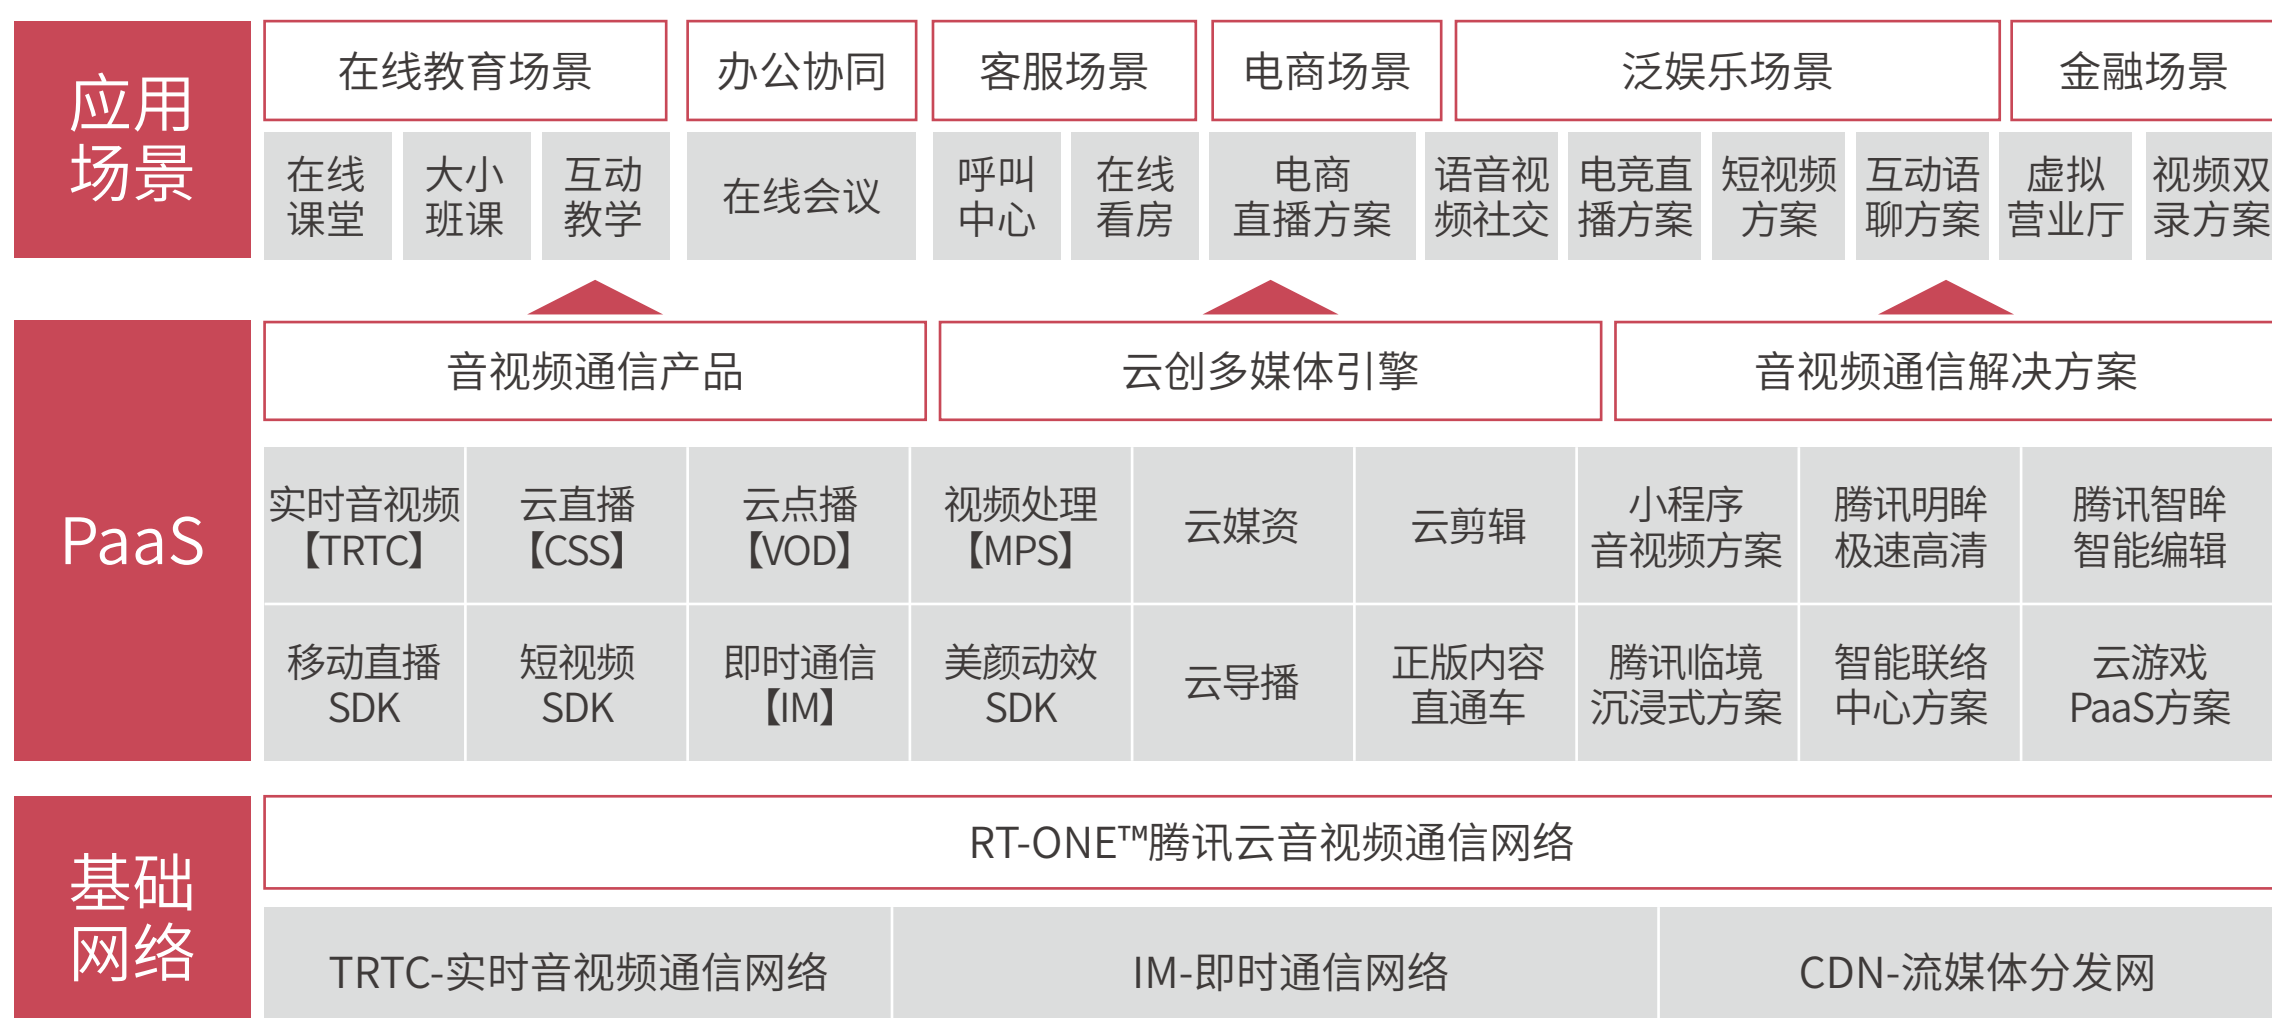 应用
场景
在线教育场景
办公协同
客服场景
电商场景
泛娱乐场景
金融场景
在线
课堂
大小
班课
互动
教学
在线会议
呼叫
中心
在线
看房
电商
直播方案
语音视
频社交
电竞直
播方案
短视频
方案
互动语
聊方案
虚拟
营业厅
视频双
录方案
PaaS
音视频通信产品
云创多媒体引擎
音视频通信解决方案
实时音视频
【TRTC】
云直播
【CSS】
云点播
【VOD】
视频处理
【MPS】
云媒资
云剪辑
小程序
音视频方案
腾讯明眸
极速高清
腾讯智眸
智能编辑
移动直播
SDK
短视频
SDK
即时通信
【IM】
美颜动效
SDK
云导播
正版内容
直通车
腾讯临境
沉浸式方案
智能联络
中心方案
云游戏
PaaS方案
基础
网络
RT-ONE™腾讯云音视频通信网络
TRTC-实时音视频通信网络
IM-即时通信网络
CDN-流媒体分发网